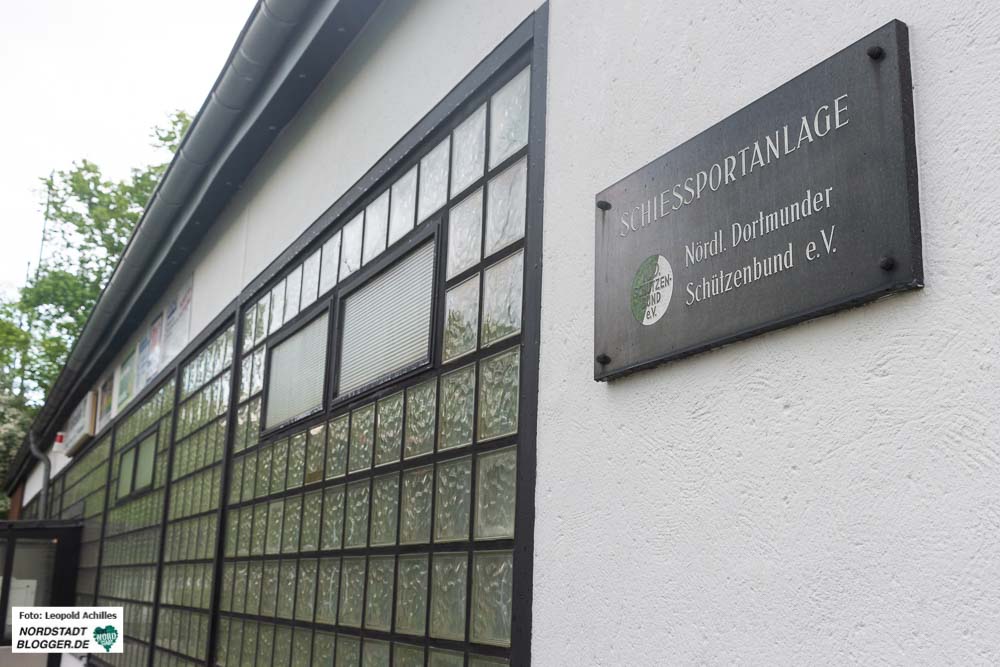 SCHIESSPORTANLAGE
Nördl. Dortmunder
Schützenbund e.V.
e.V.
Foto: Leopold Achilles
NORDSTADT
BLOGGER.DE